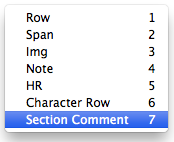 Row 1
Span 2
Img 3
Note 4
HR 5
Character Row 6
Section Comment 7